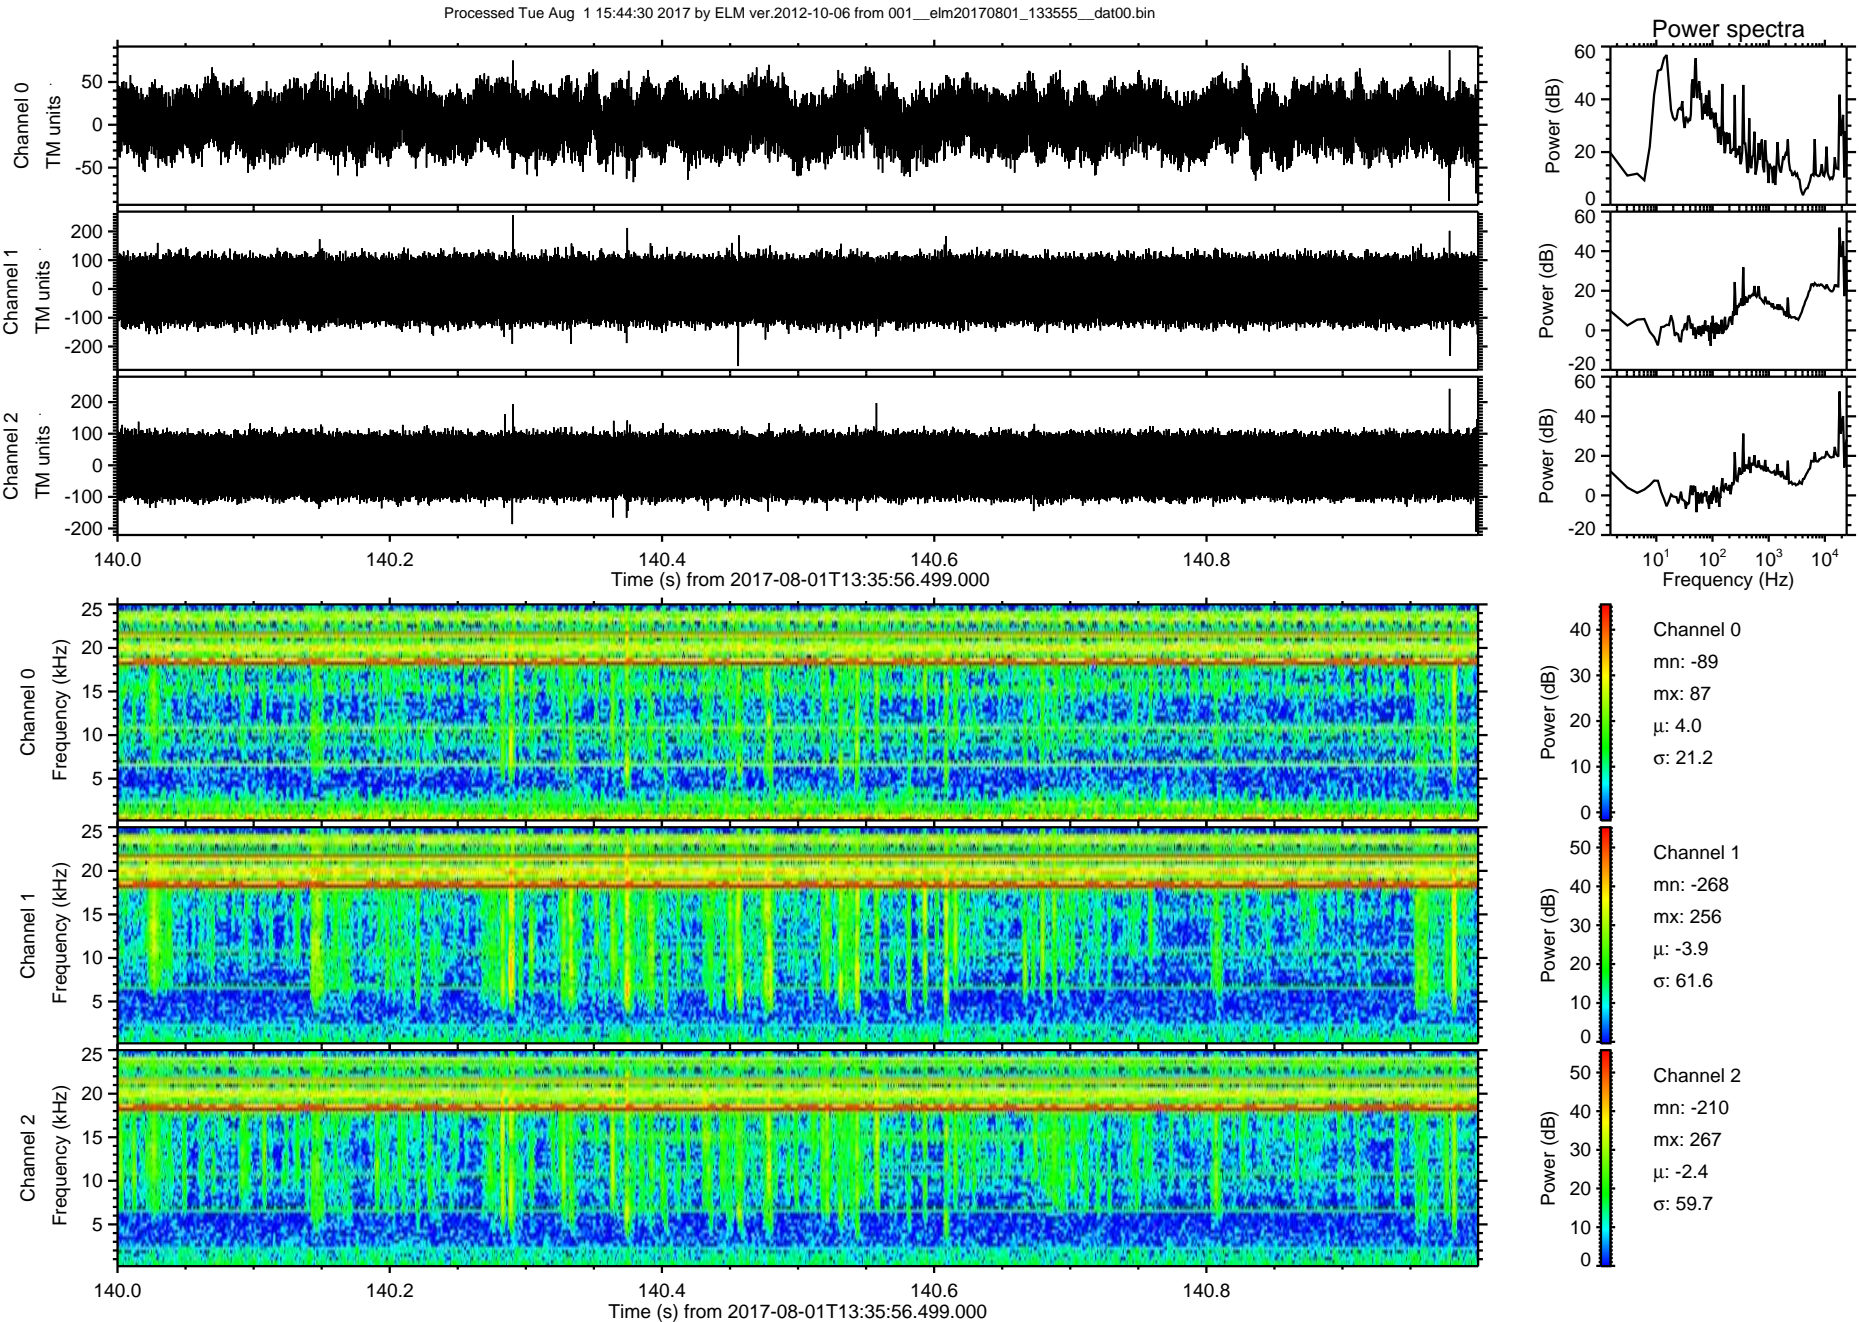 Processed Tue Aug  1 15:44:30 2017 by ELM ver.2012-10-06 from 001__elm20170801_133555__dat00.bin
Power spectra
Channel 0
TM units
50
0
-50
Power (dB)
60
40
20
0
Channel 1
TM units
200
100
0
-100
-200
Power (dB)
60
40
20
0
-20
Channel 2
TM units
200
100
0
-100
-200
Power (dB)
60
40
20
0
-20
140.0 140.2 140.4 140.6 140.8
Time (s) from 2017-08-01T13:35:56.499.000
10¹ 10² 10³ 10⁴
Frequency (Hz)
Channel 0
Frequency (kHz)
25
20
15
10
5
Power (dB)
40
30
20
10
0
Channel 0
mn: -89
mx: 87
µ: 4.0
σ: 21.2
Channel 1
Frequency (kHz)
25
20
15
10
5
Power (dB)
50
40
30
20
10
0
Channel 1
mn: -268
mx: 256
µ: -3.9
σ: 61.6
Channel 2
Frequency (kHz)
25
20
15
10
5
Power (dB)
50
40
30
20
10
0
Channel 2
mn: -210
mx: 267
µ: -2.4
σ: 59.7
140.0 140.2 140.4 140.6 140.8
Time (s) from 2017-08-01T13:35:56.499.000